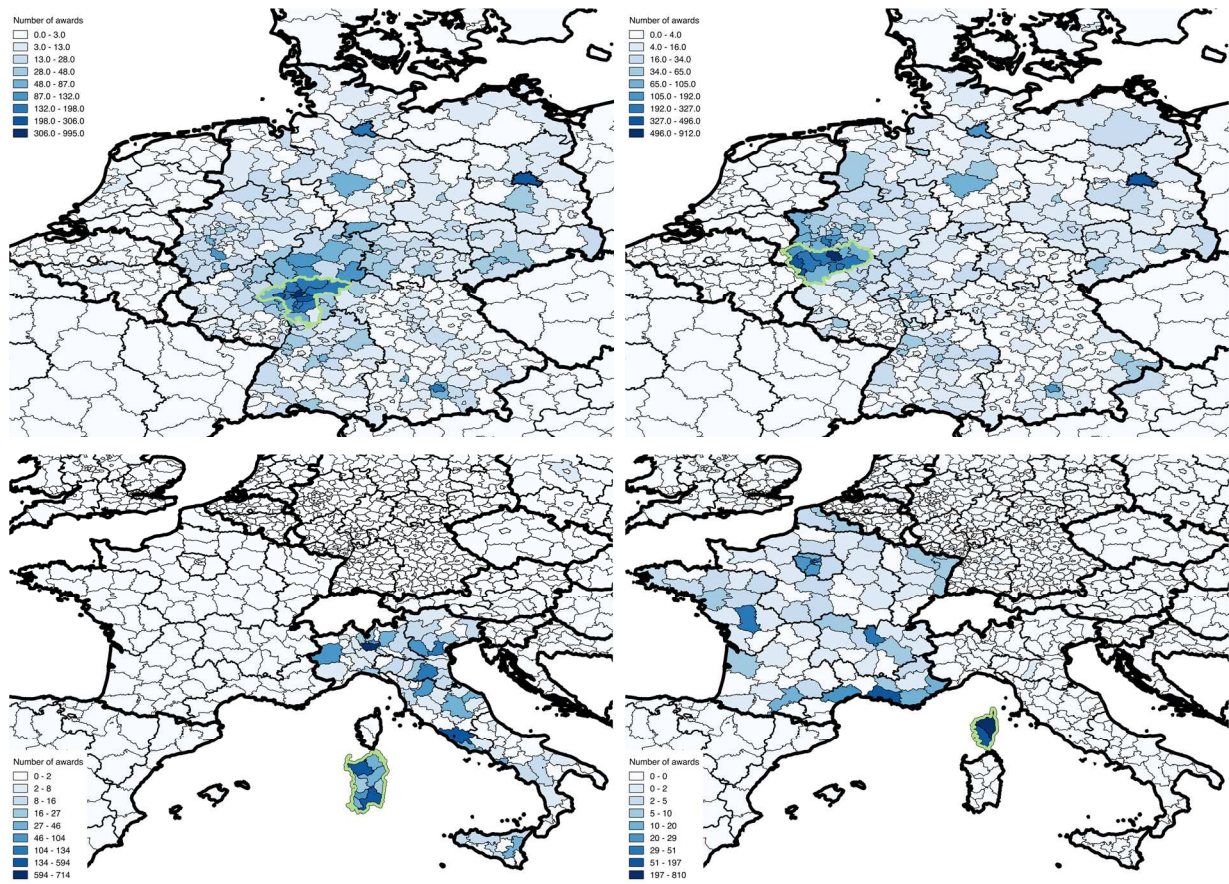 Number of awards
0.0 - 3.0
3.0 - 13.0
13.0 - 28.0
28.0 - 48.0
48.0 - 87.0
87.0 - 132.0
132.0 - 198.0
198.0 - 306.0
306.0 - 995.0
Number of awards
0.0 - 4.0
4.0 - 16.0
16.0 - 34.0
34.0 - 65.0
65.0 - 105.0
105.0 - 192.0
192.0 - 327.0
327.0 - 496.0
496.0 - 912.0
Number of awards
0 - 2
2 - 8
8 - 16
16 - 27
27 - 46
46 - 104
104 - 134
134 - 594
594 - 714
Number of awards
0 - 0
0 - 2
2 - 5
5 - 10
10 - 20
20 - 29
29 - 51
51 - 197
197 - 810